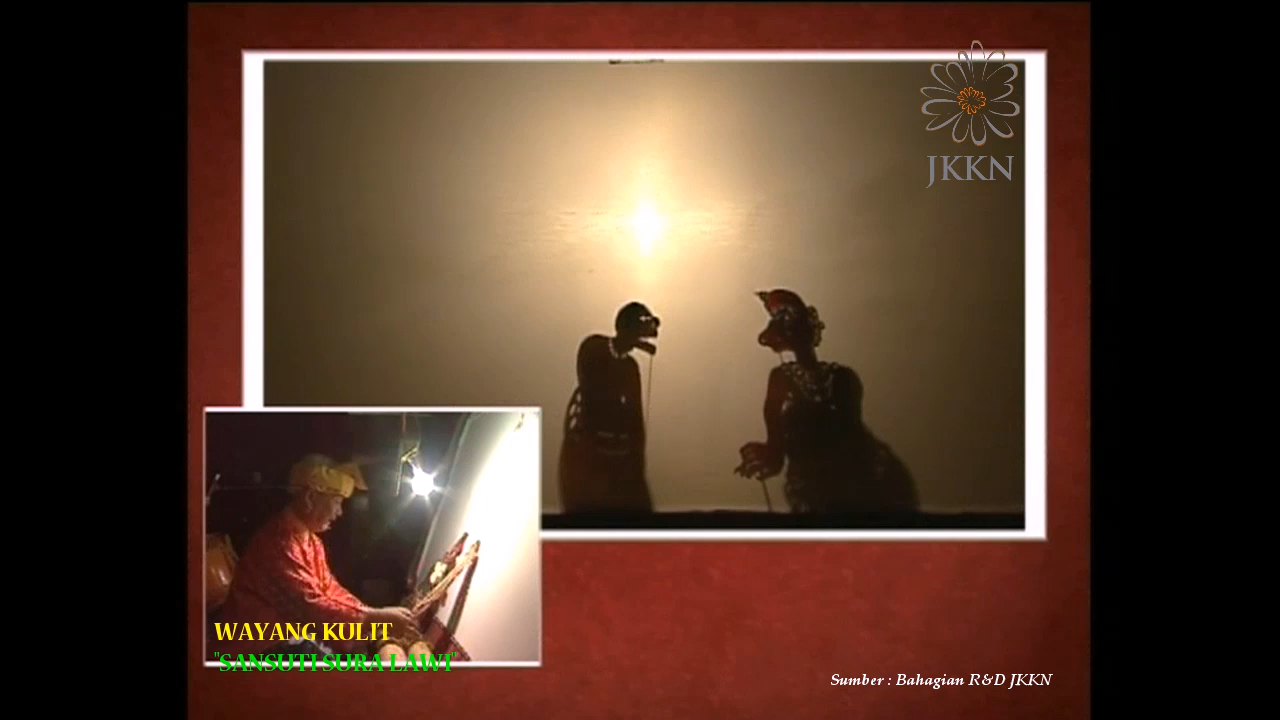 JKKN
WAYANG KULIT
"SANSUTI SURA LAWI"
Sumber : Bahagian R&D JKKN